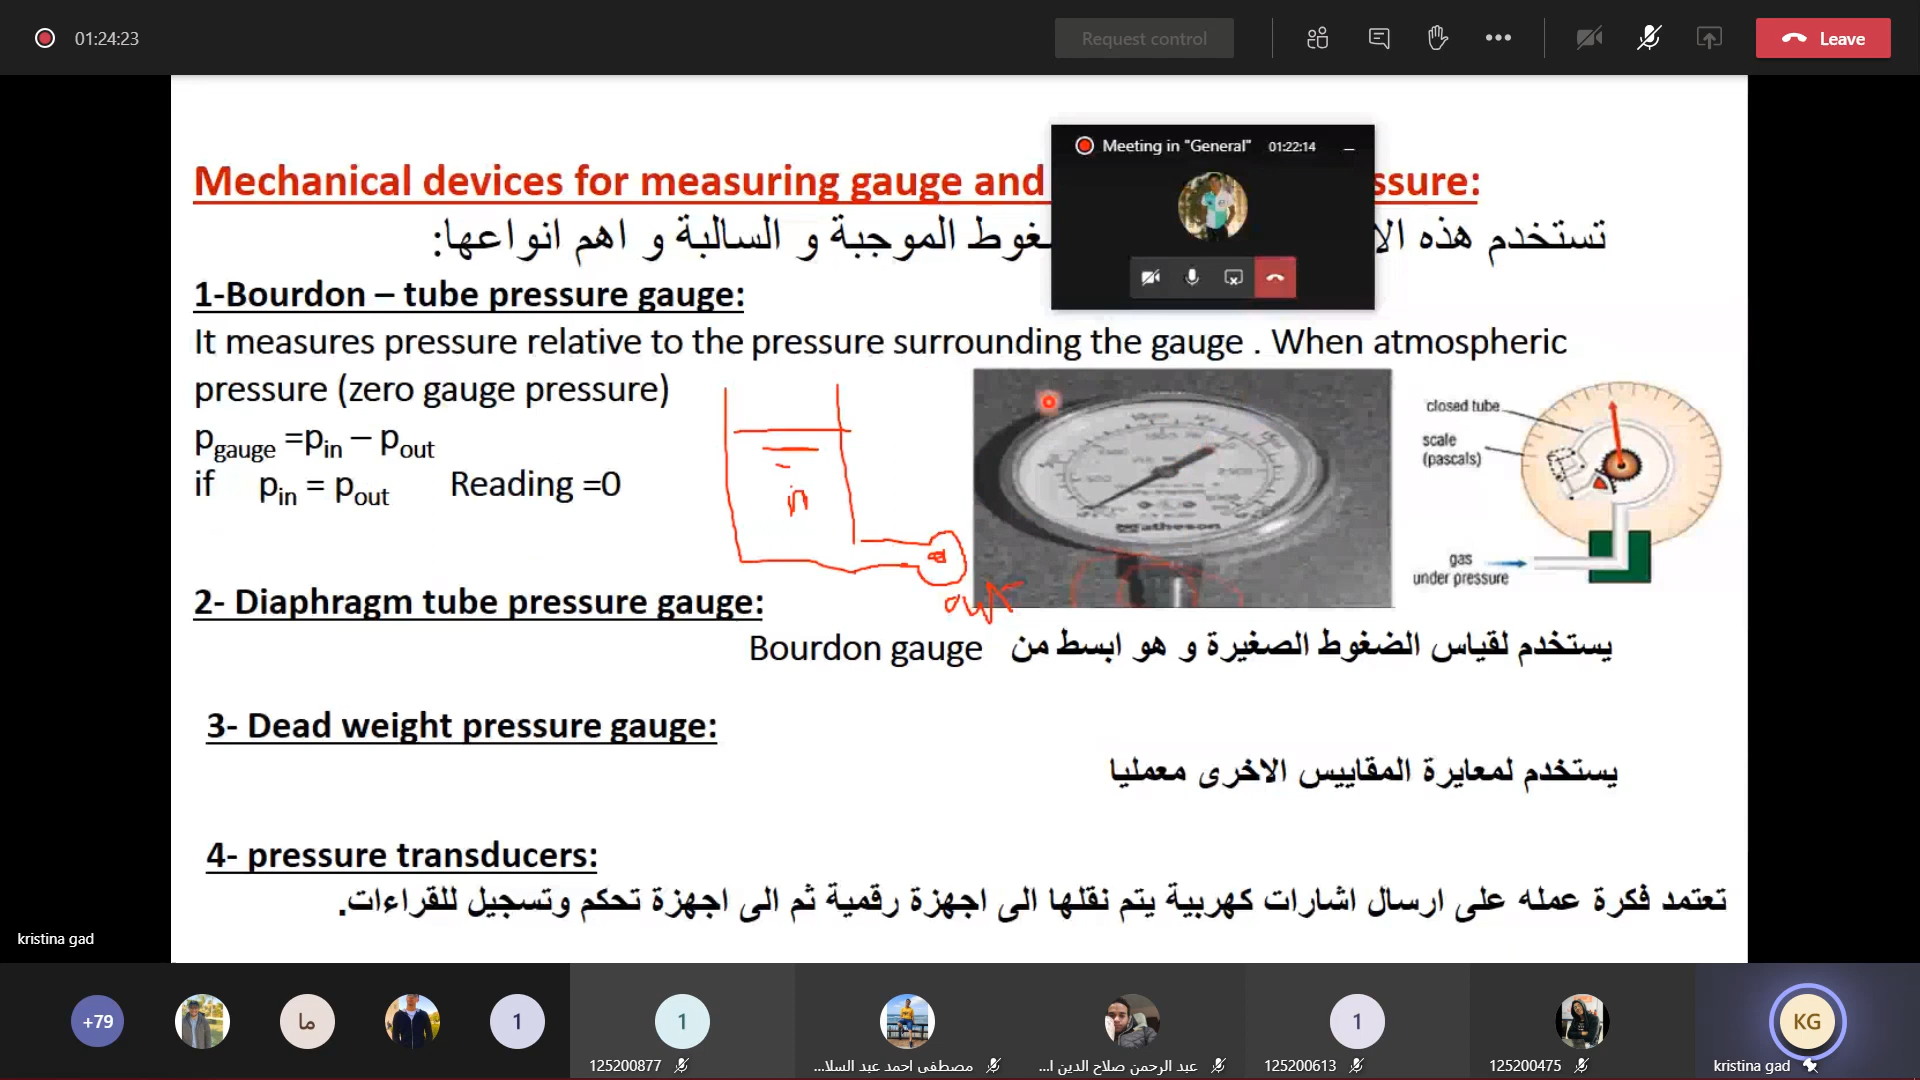 01:24:23
Request control
Leave
Meeting in "General" 01:22:14
Mechanical devices for measuring gauge and ssure:
تستخدم هذه الا غوط الموجبة و السالبة و اهم انواعها:
1-Bourdon – tube pressure gauge:
It measures pressure relative to the pressure surrounding the gauge . When atmospheric
pressure (zero gauge pressure)
pgauge =pin – pout
if pin = pout Reading =0
in
out
closed tube
scale
(pascals)
gas
under pressure
2- Diaphragm tube pressure gauge:
يستخدم لقياس الضغوط الصغيرة و هو ابسط من Bourdon gauge
3- Dead weight pressure gauge:
يستخدم لمعايرة المقاييس الاخرى معمليا
4- pressure transducers:
تعتمد فكرة عمله على ارسال اشارات كهربية يتم نقلها الى اجهزة رقمية ثم الى اجهزة تحكم وتسجيل للقراءات.
kristina gad
+79
ما
1
1
1
KG
125200877
مصطفى احمد عبد السلا...
عبد الرحمن صلاح الدين ا...
125200613
125200475
kristina gad